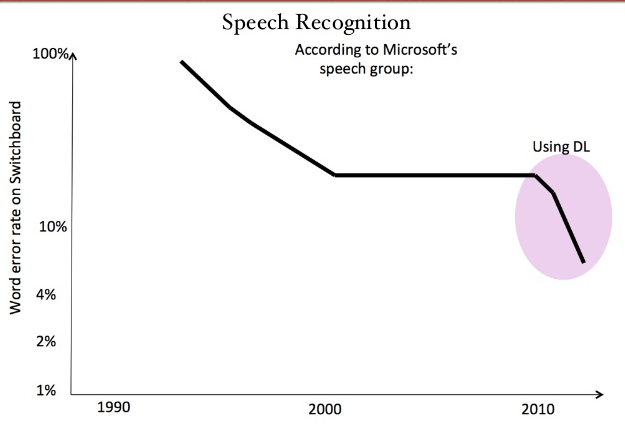 Speech Recognition
According to Microsoft's
speech group:
100%
Using DL
Word error rate on Switchboard
10%
4%
2%
1%
1990
2000
2010